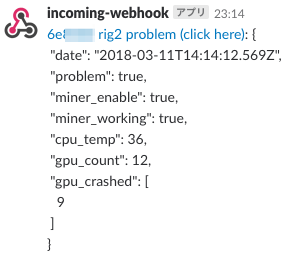 incoming-webhook アプリ 23:14
6e rig2 problem (click here): {
"date": "2018-03-11T14:14:12.569Z",
"problem": true,
"miner_enable": true,
"miner_working": true,
"cpu_temp": 36,
"gpu_count": 12,
"gpu_crashed": [
9
]
}